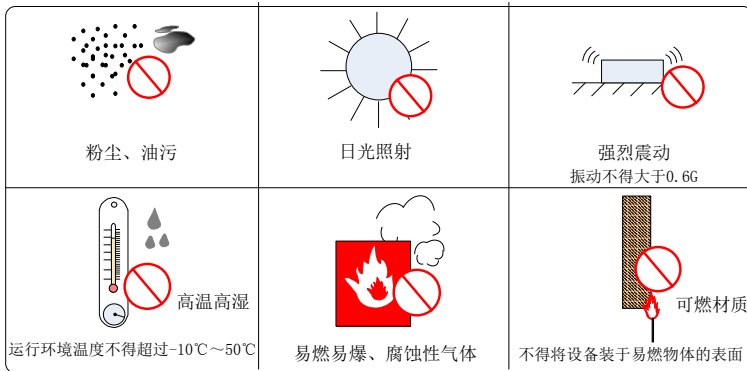 粉尘、油污
日光照射
强烈震动
振动不得大于0.6G
高温高湿
运行环境温度不得超过-10℃～50℃
易燃易爆、腐蚀性气体
可燃材质
不得将设备装于易燃物体的表面